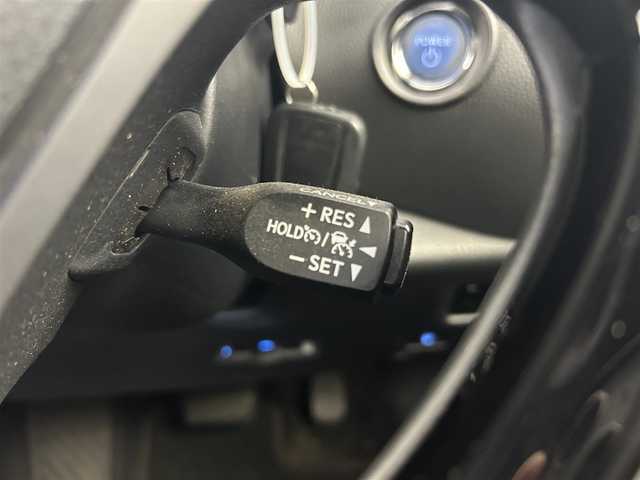 POWER
CANCEL
+ RES ▲
HOLD / ◀
− SET ▼